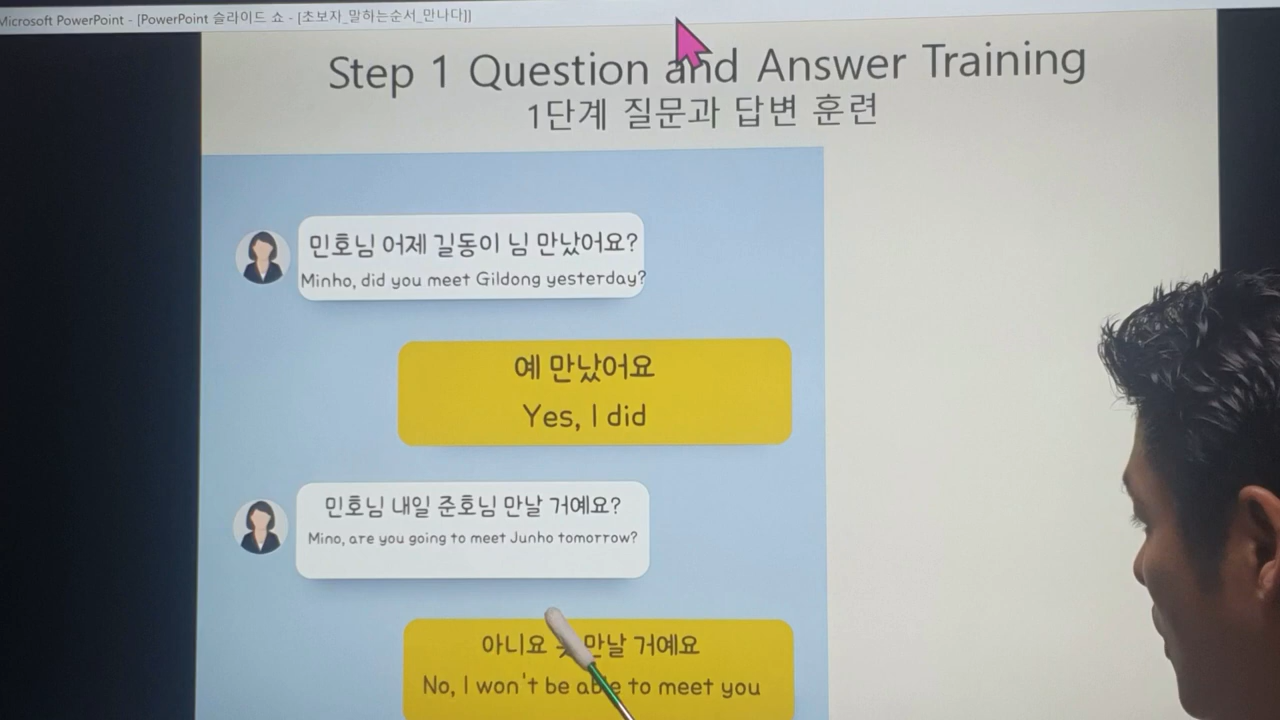 Microsoft PowerPoint - [PowerPoint 슬라이드 쇼 - [초보자_말하는순서_만나다]]
Step 1 Question and Answer Training
1단계 질문과 답변 훈련
민호님 어제 길동이 님 만났어요?
Minho, did you meet Gildong yesterday?
예 만났어요
Yes, I did
민호님 내일 준호님 만날 거예요?
Mino, are you going to meet Junho tomorrow?
아니요 만날 거예요
No, I won't be able to meet you